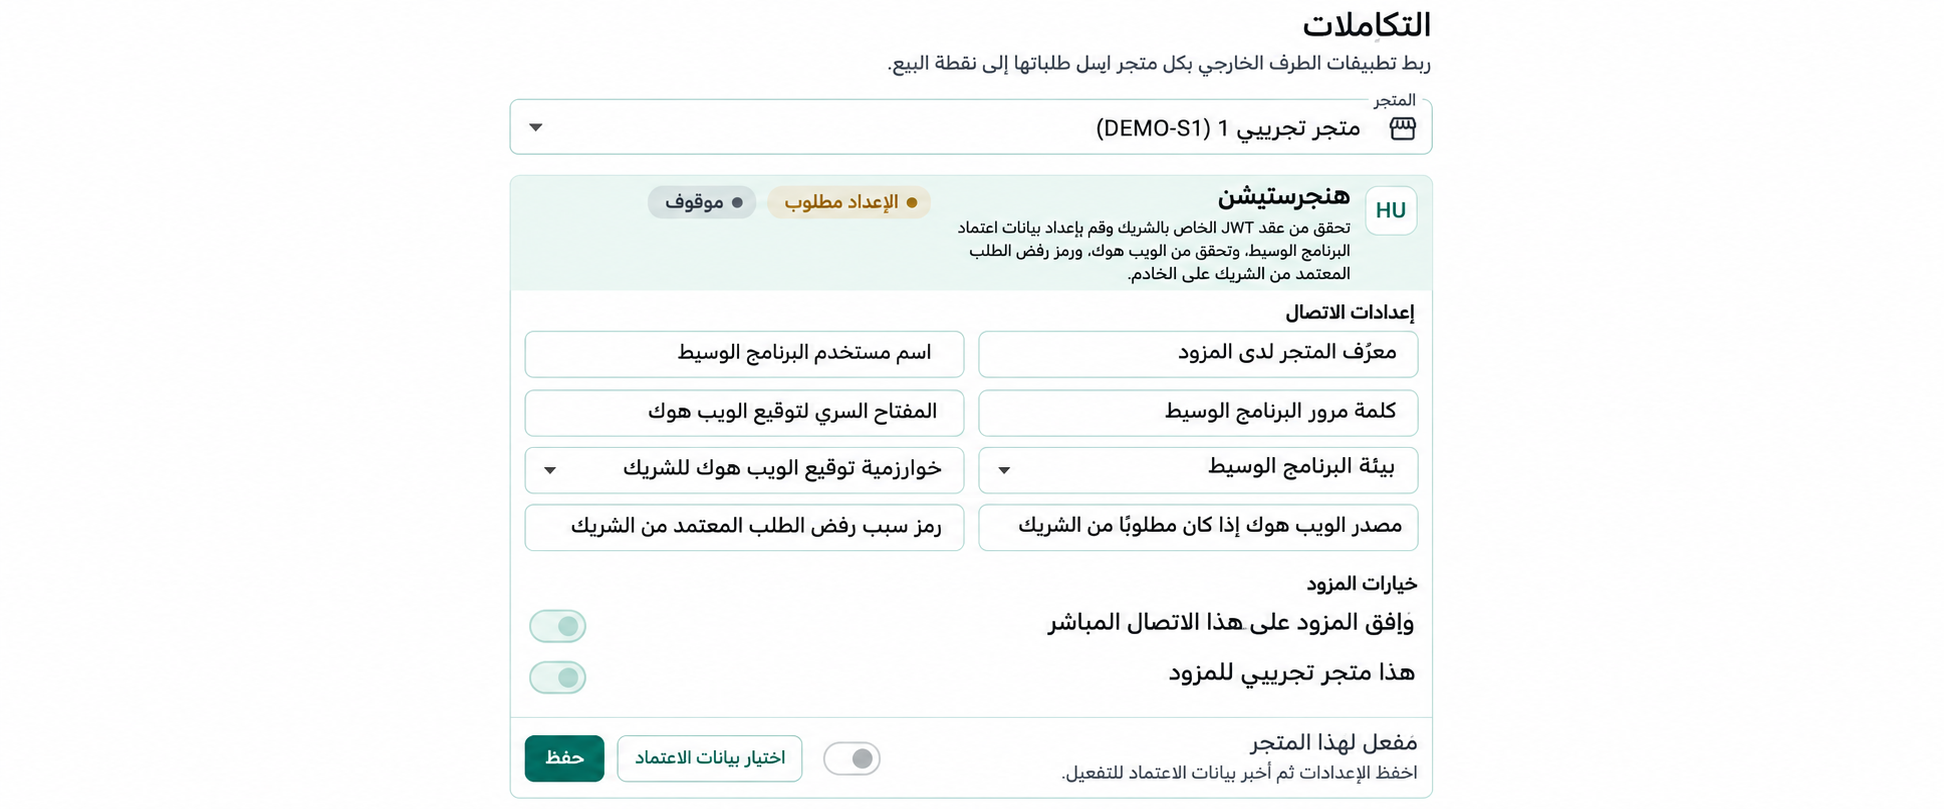 التكاملات
ربط تطبيفات الطرف الخارجي بكل متجر إسل طلباتها إلى نقطة البيع.
المتجر
متجر تجريبي 1 (DEMO-S1)
HU
هنجرستيشن
الإعداد مطلوب
موقوف
تحقق من عقد JWT الخاص بالشريك وقم بإعداد بيانات اعتماد
البرنامج الوسيط، وتحقق من الويب هوك، ورمز رفض الطلب
المعتمد من الشريك على الخادم.
إعدادات الاتصال
معرّف المتجر لدى المزود
اسم مستخدم البرنامج الوسيط
كلمة مرور البرنامج الوسيط
المفتاح السري لتوقيع الويب هوك
بيئة البرنامج الوسيط
خوارزمية توقيع الويب هوك للشريك
مصدر الويب هوك إذا كان مطلوبًا من الشريك
رمز سبب رفض الطلب المعتمد من الشريك
خيارات المزود
وافق المزود على هذا الاتصال المباشر
هذا متجر تجريبي للمزود
مفعل لهذا المتجر
اخفظ الإعدادات ثم أخبر بيانات الاعتماد للتفعيل.
اختيار بيانات الاعتماد
حفظ